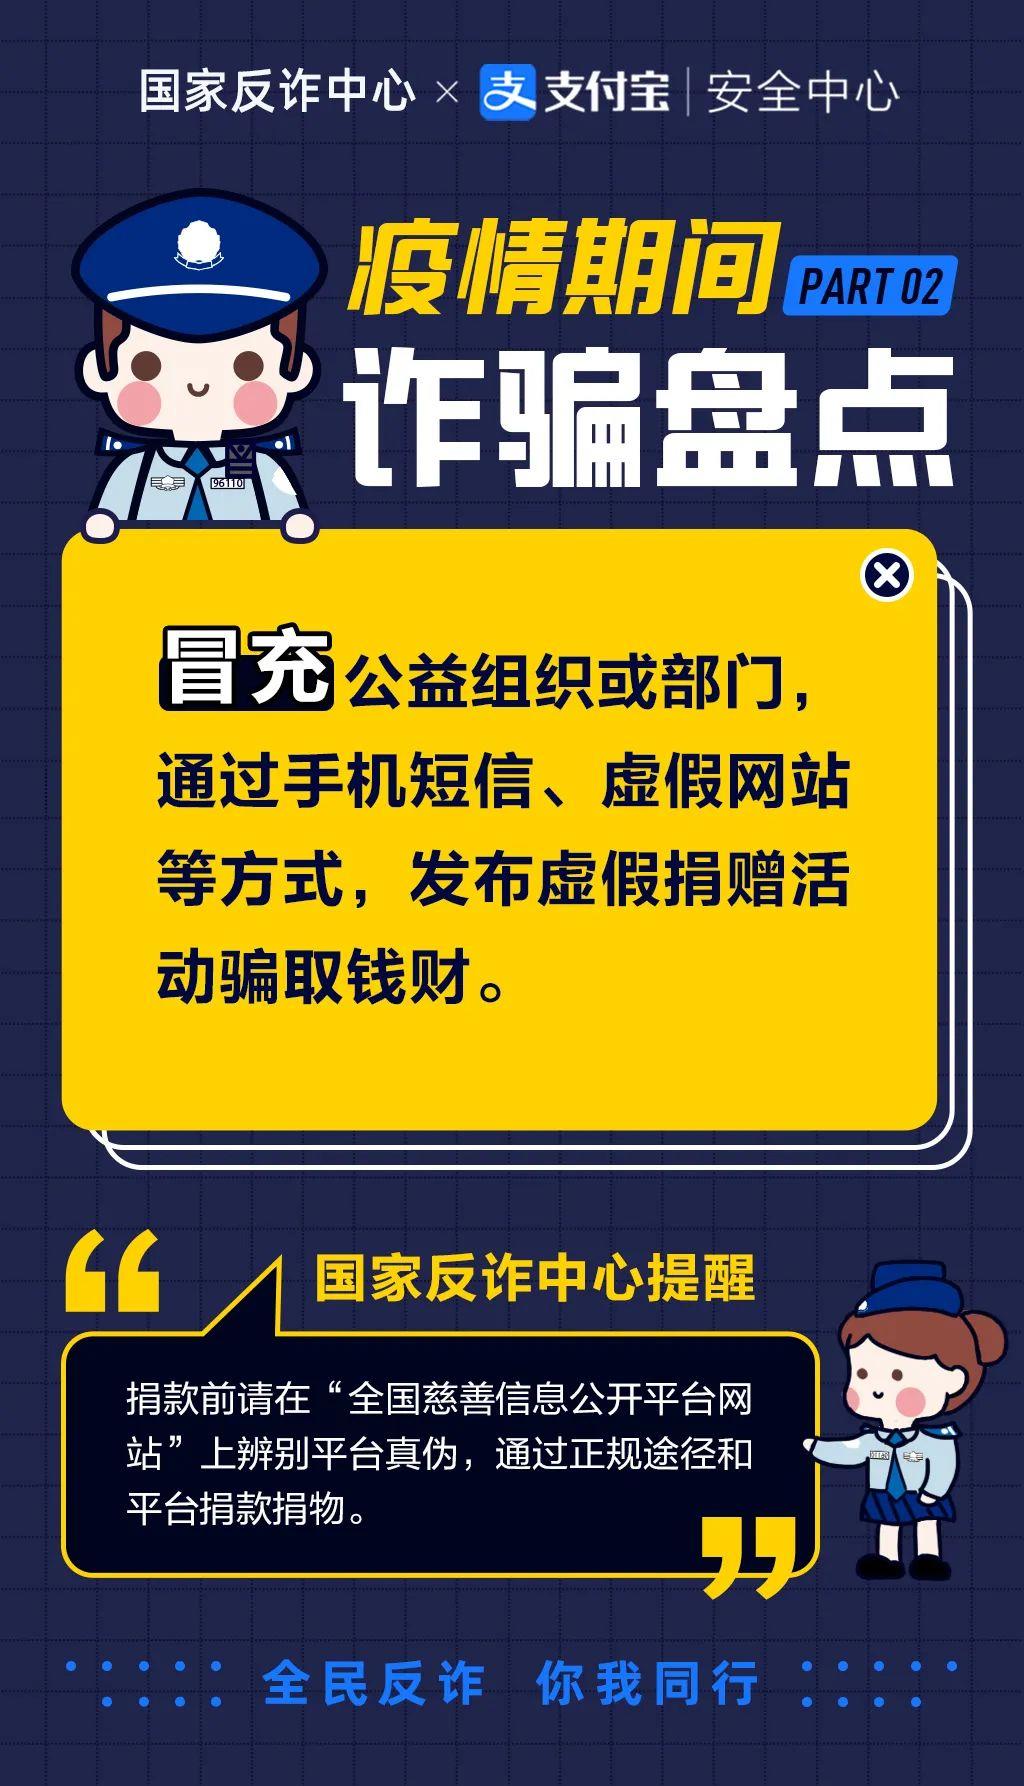 国家反诈中心 × 支 支付宝 | 安全中心
疫情期间 PART 02
诈骗盘点
96110
冒充公益组织或部门，
通过手机短信、虚假网站
等方式，发布虚假捐赠活
动骗取钱财。
国家反诈中心提醒
捐款前请在“全国慈善信息公开平台网
站”上辨别平台真伪，通过正规途径和
平台捐款捐物。
全民反诈 你我同行